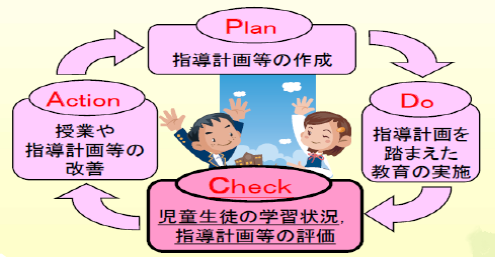 Plan
指導計画等の作成
Action
授業や
指導計画等の
改善
Do
指導計画を
踏まえた
教育の実施
Check
児童生徒の学習状況,
指導計画等の評価